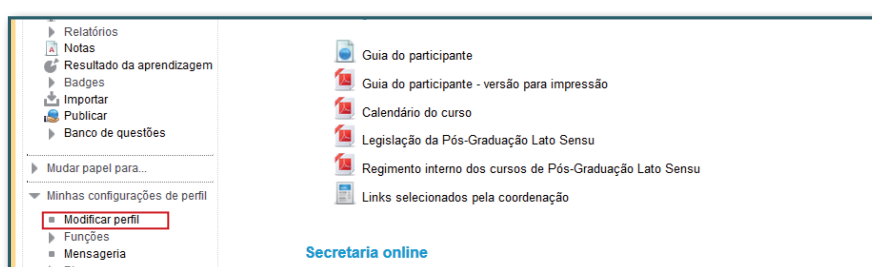 Relatórios
Notas
Resultado da aprendizagem
Badges
Importar
Publicar
Banco de questões
Mudar papel para...
Minhas configurações de perfil
Modificar perfil
Funções
Mensageria
Guia do participante
Guia do participante - versão para impressão
Calendário do curso
Legislação da Pós-Graduação Lato Sensu
Regimento interno dos cursos de Pós-Graduação Lato Sensu
Links selecionados pela coordenação
Secretaria online